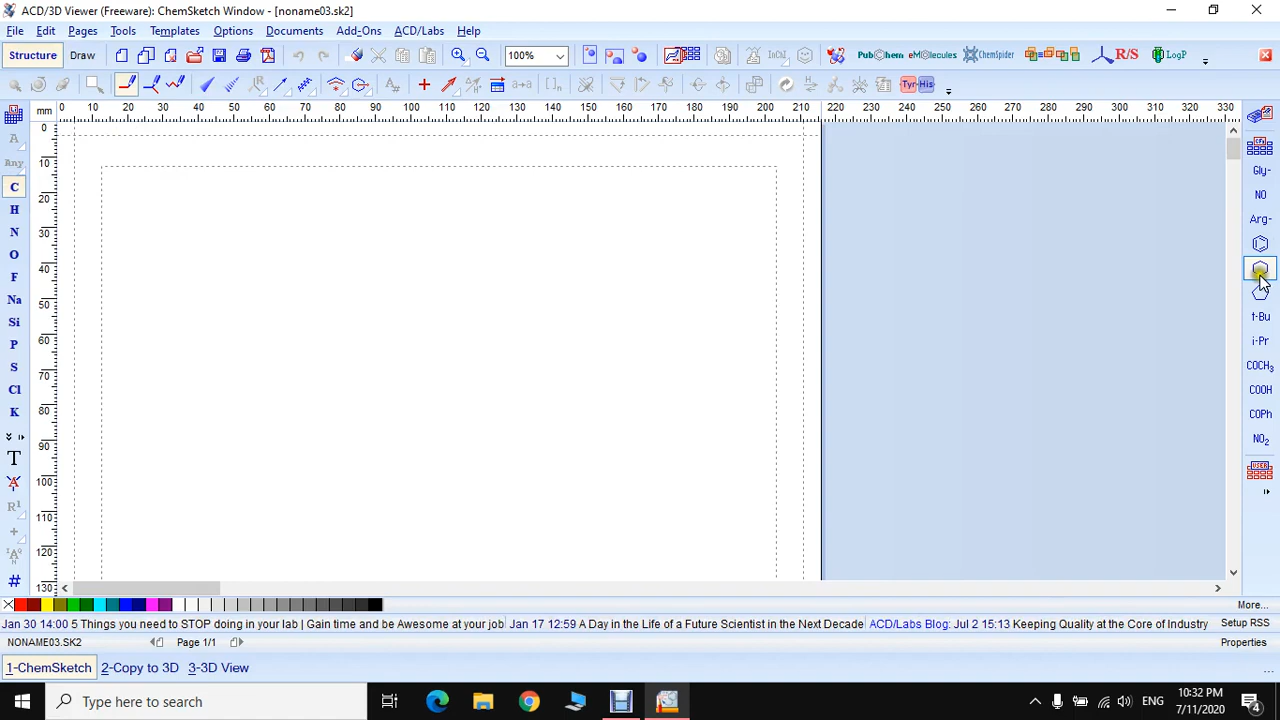 ACD/3D Viewer (Freeware): ChemSketch Window - [noname03.sk2]
File Edit Pages Tools Templates Options Documents Add-Ons ACD/Labs Help
Structure Draw 100% InChI PubChem eMolecules ChemSpider R/S LogP
Tyr His
mm 0 10 20 30 40 50 60 70 80 90 100 110 120 130 140 150 160 170 180 190 200 210 220 230 240 250 260 270 280 290 300 310 320 330
0
10
20
30
40
50
60
70
80
90
100
110
120
130
A
Any
C
H
N
O
F
Na
Si
P
S
Cl
K
T
A
R1
#
Gly-
NO
Arg-
t-Bu
i-Pr
COCH₃
COOH
COPh
NO₂
USER
More...
Jan 30 14:00 5 Things you need to STOP doing in your lab | Gain time and be Awesome at your job Jan 17 12:59 A Day in the Life of a Future Scientist in the Next Decade ACD/Labs Blog: Jul 2 15:13 Keeping Quality at the Core of Industry Setup RSS
NONAME03.SK2 Page 1/1 Properties
1-ChemSketch 2-Copy to 3D 3-3D View
Type here to search ENG 10:32 PM 7/11/2020 4